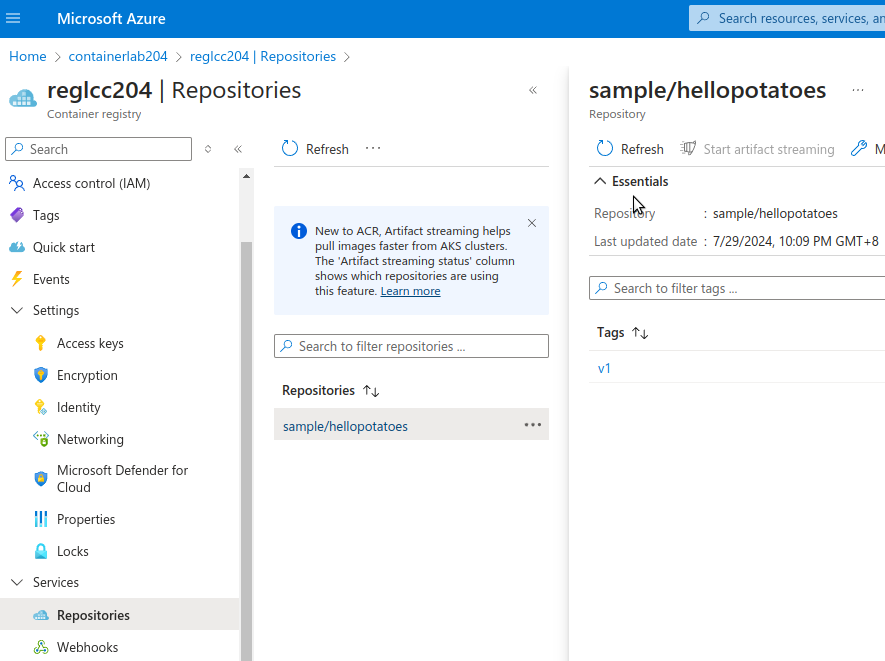 Microsoft Azure
Search resources, services, an
Home > containerlab204 > reglcc204 | Repositories >
reglcc204 | Repositories
Container registry
Search
Access control (IAM)
Tags
Quick start
Events
Settings
Access keys
Encryption
Identity
Networking
Microsoft Defender for
Cloud
Properties
Locks
Services
Repositories
Webhooks
Refresh
New to ACR, Artifact streaming helps
pull images faster from AKS clusters.
The 'Artifact streaming status' column
shows which repositories are using
this feature. Learn more
Search to filter repositories ...
Repositories
sample/hellopotatoes
sample/hellopotatoes
Repository
Refresh Start artifact streaming M
Essentials
Repository : sample/hellopotatoes
Last updated date : 7/29/2024, 10:09 PM GMT+8
Search to filter tags ...
Tags
v1